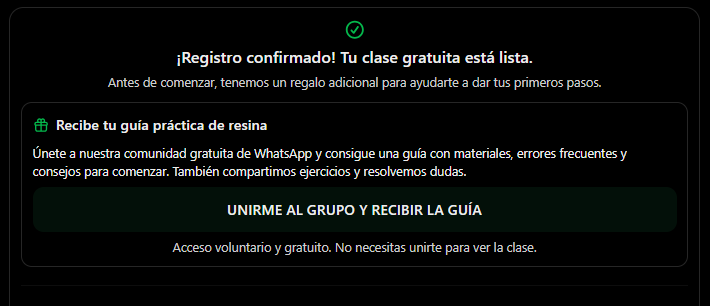 ¡Registro confirmado! Tu clase gratuita está lista.
Antes de comenzar, tenemos un regalo adicional para ayudarte a dar tus primeros pasos.
Recibe tu guía práctica de resina
Únete a nuestra comunidad gratuita de WhatsApp y consigue una guía con materiales, errores frecuentes y
consejos para comenzar. También compartimos ejercicios y resolvemos dudas.
UNIRME AL GRUPO Y RECIBIR LA GUÍA
Acceso voluntario y gratuito. No necesitas unirte para ver la clase.